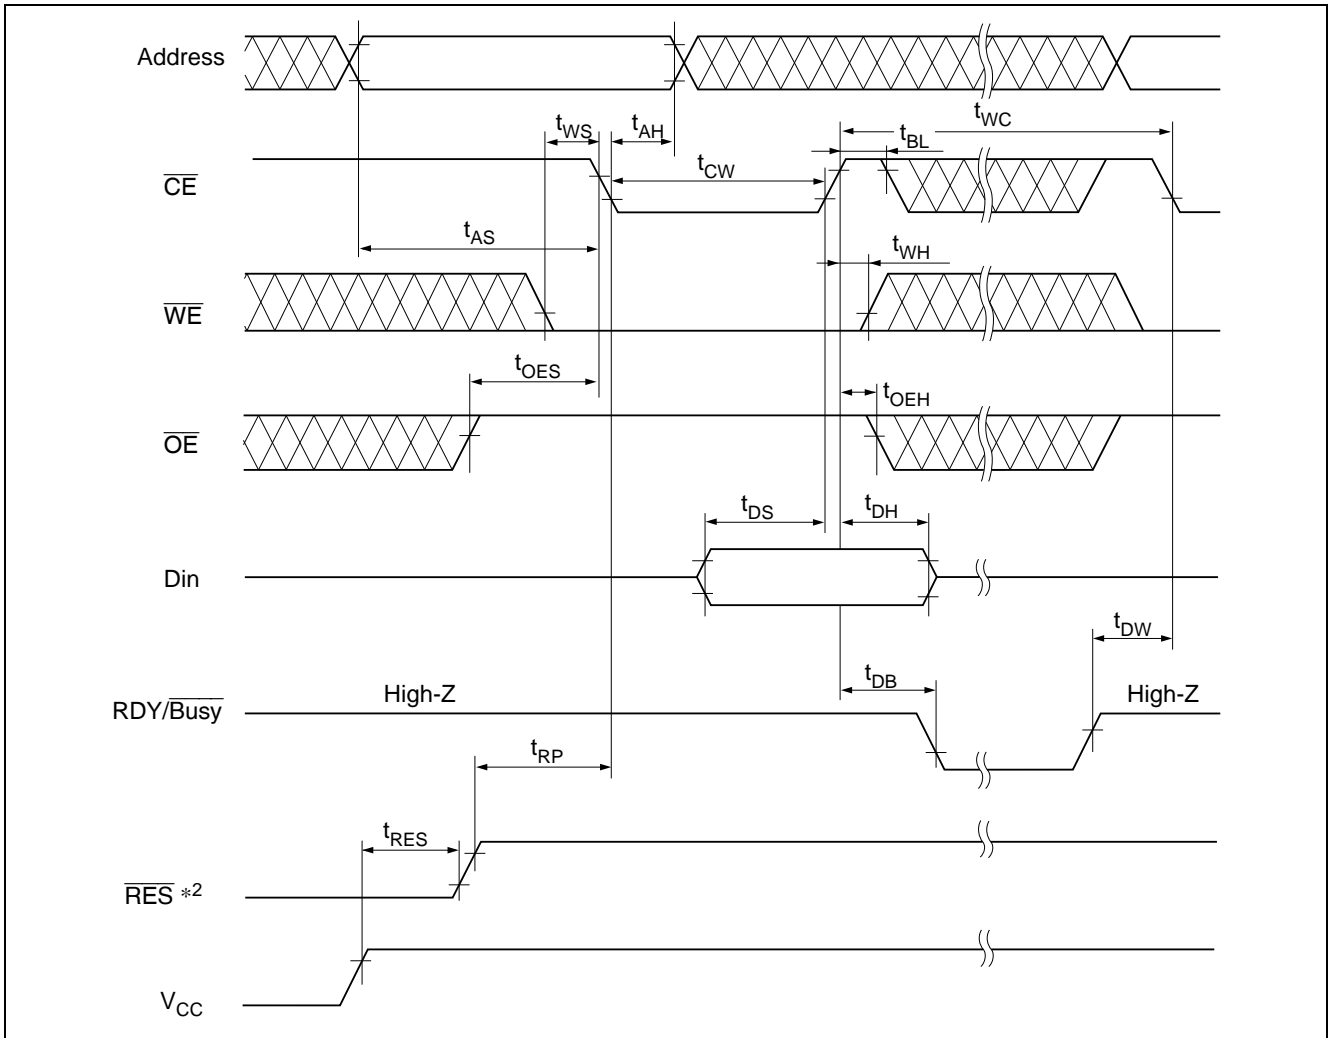 Address
tWC
tWS
tAH
tBL
CE
tCW
tAS
tWH
WE
tOES
tOEH
OE
tDS
tDH
Din
tDW
tDB
High-Z
High-Z
RDY/Busy
tRP
tRES
RES *2
VCC